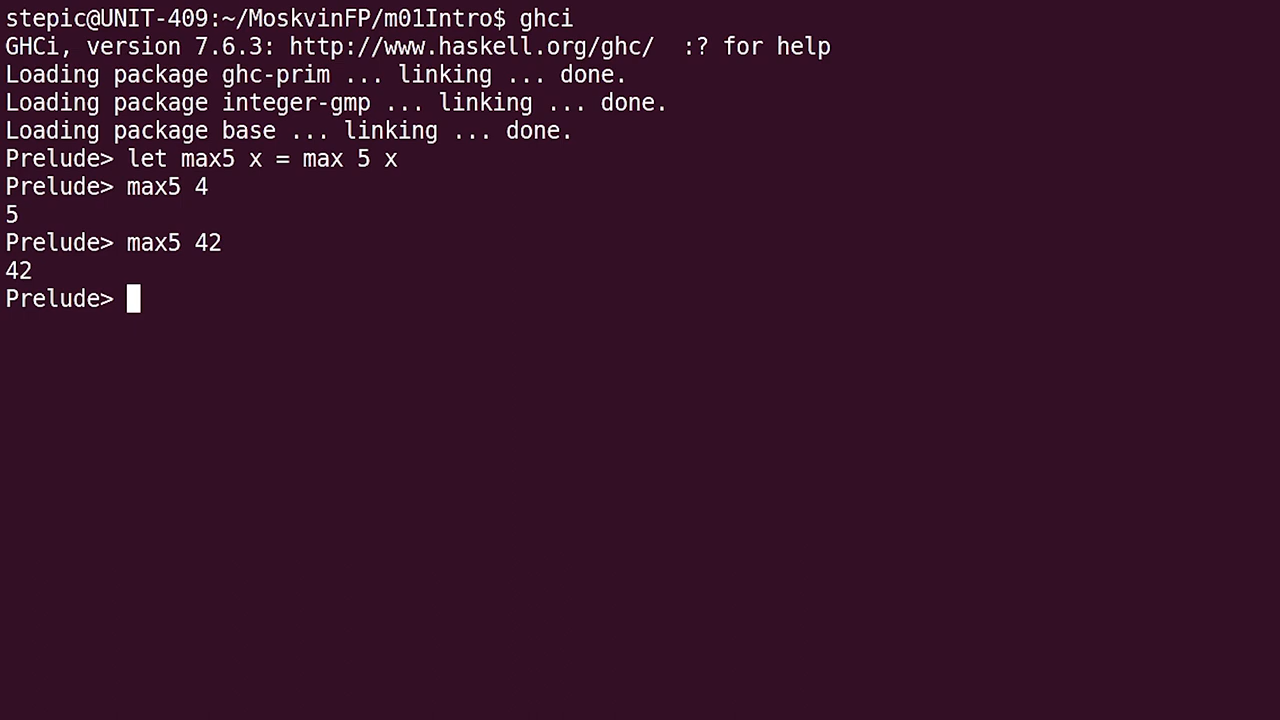 stepic@UNIT-409:~/MoskvinFP/m01Intro$ ghci
GHCi, version 7.6.3: http://www.haskell.org/ghc/  :? for help
Loading package ghc-prim ... linking ... done.
Loading package integer-gmp ... linking ... done.
Loading package base ... linking ... done.
Prelude> let max5 x = max 5 x
Prelude> max5 4
5
Prelude> max5 42
42
Prelude>